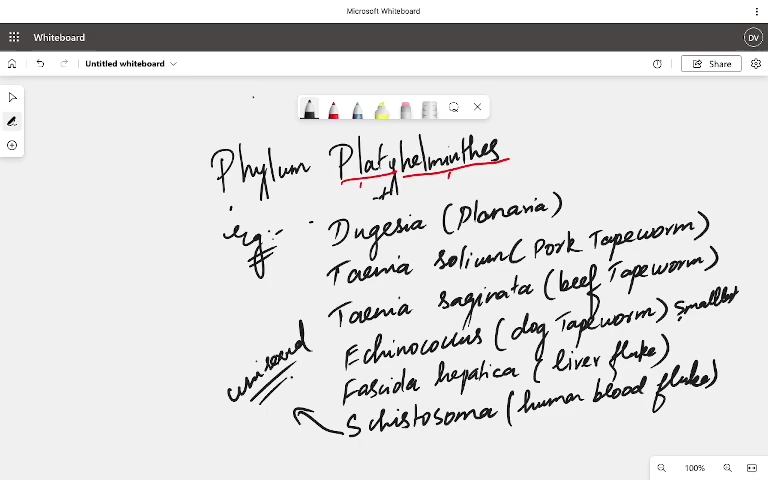 Microsoft Whiteboard
Whiteboard
DV
Untitled whiteboard
Share
Phylum Platyhelminthes
eg:-
Dugesia (Planaria)
Taenia solium (Pork Tapeworm)
Taenia saginata (beef Tapeworm)
Echinococcus (dog Tapeworm) smallest
Fasciola hepatica (liver fluke)
unisexual
Schistosoma (human blood fluke)
100%